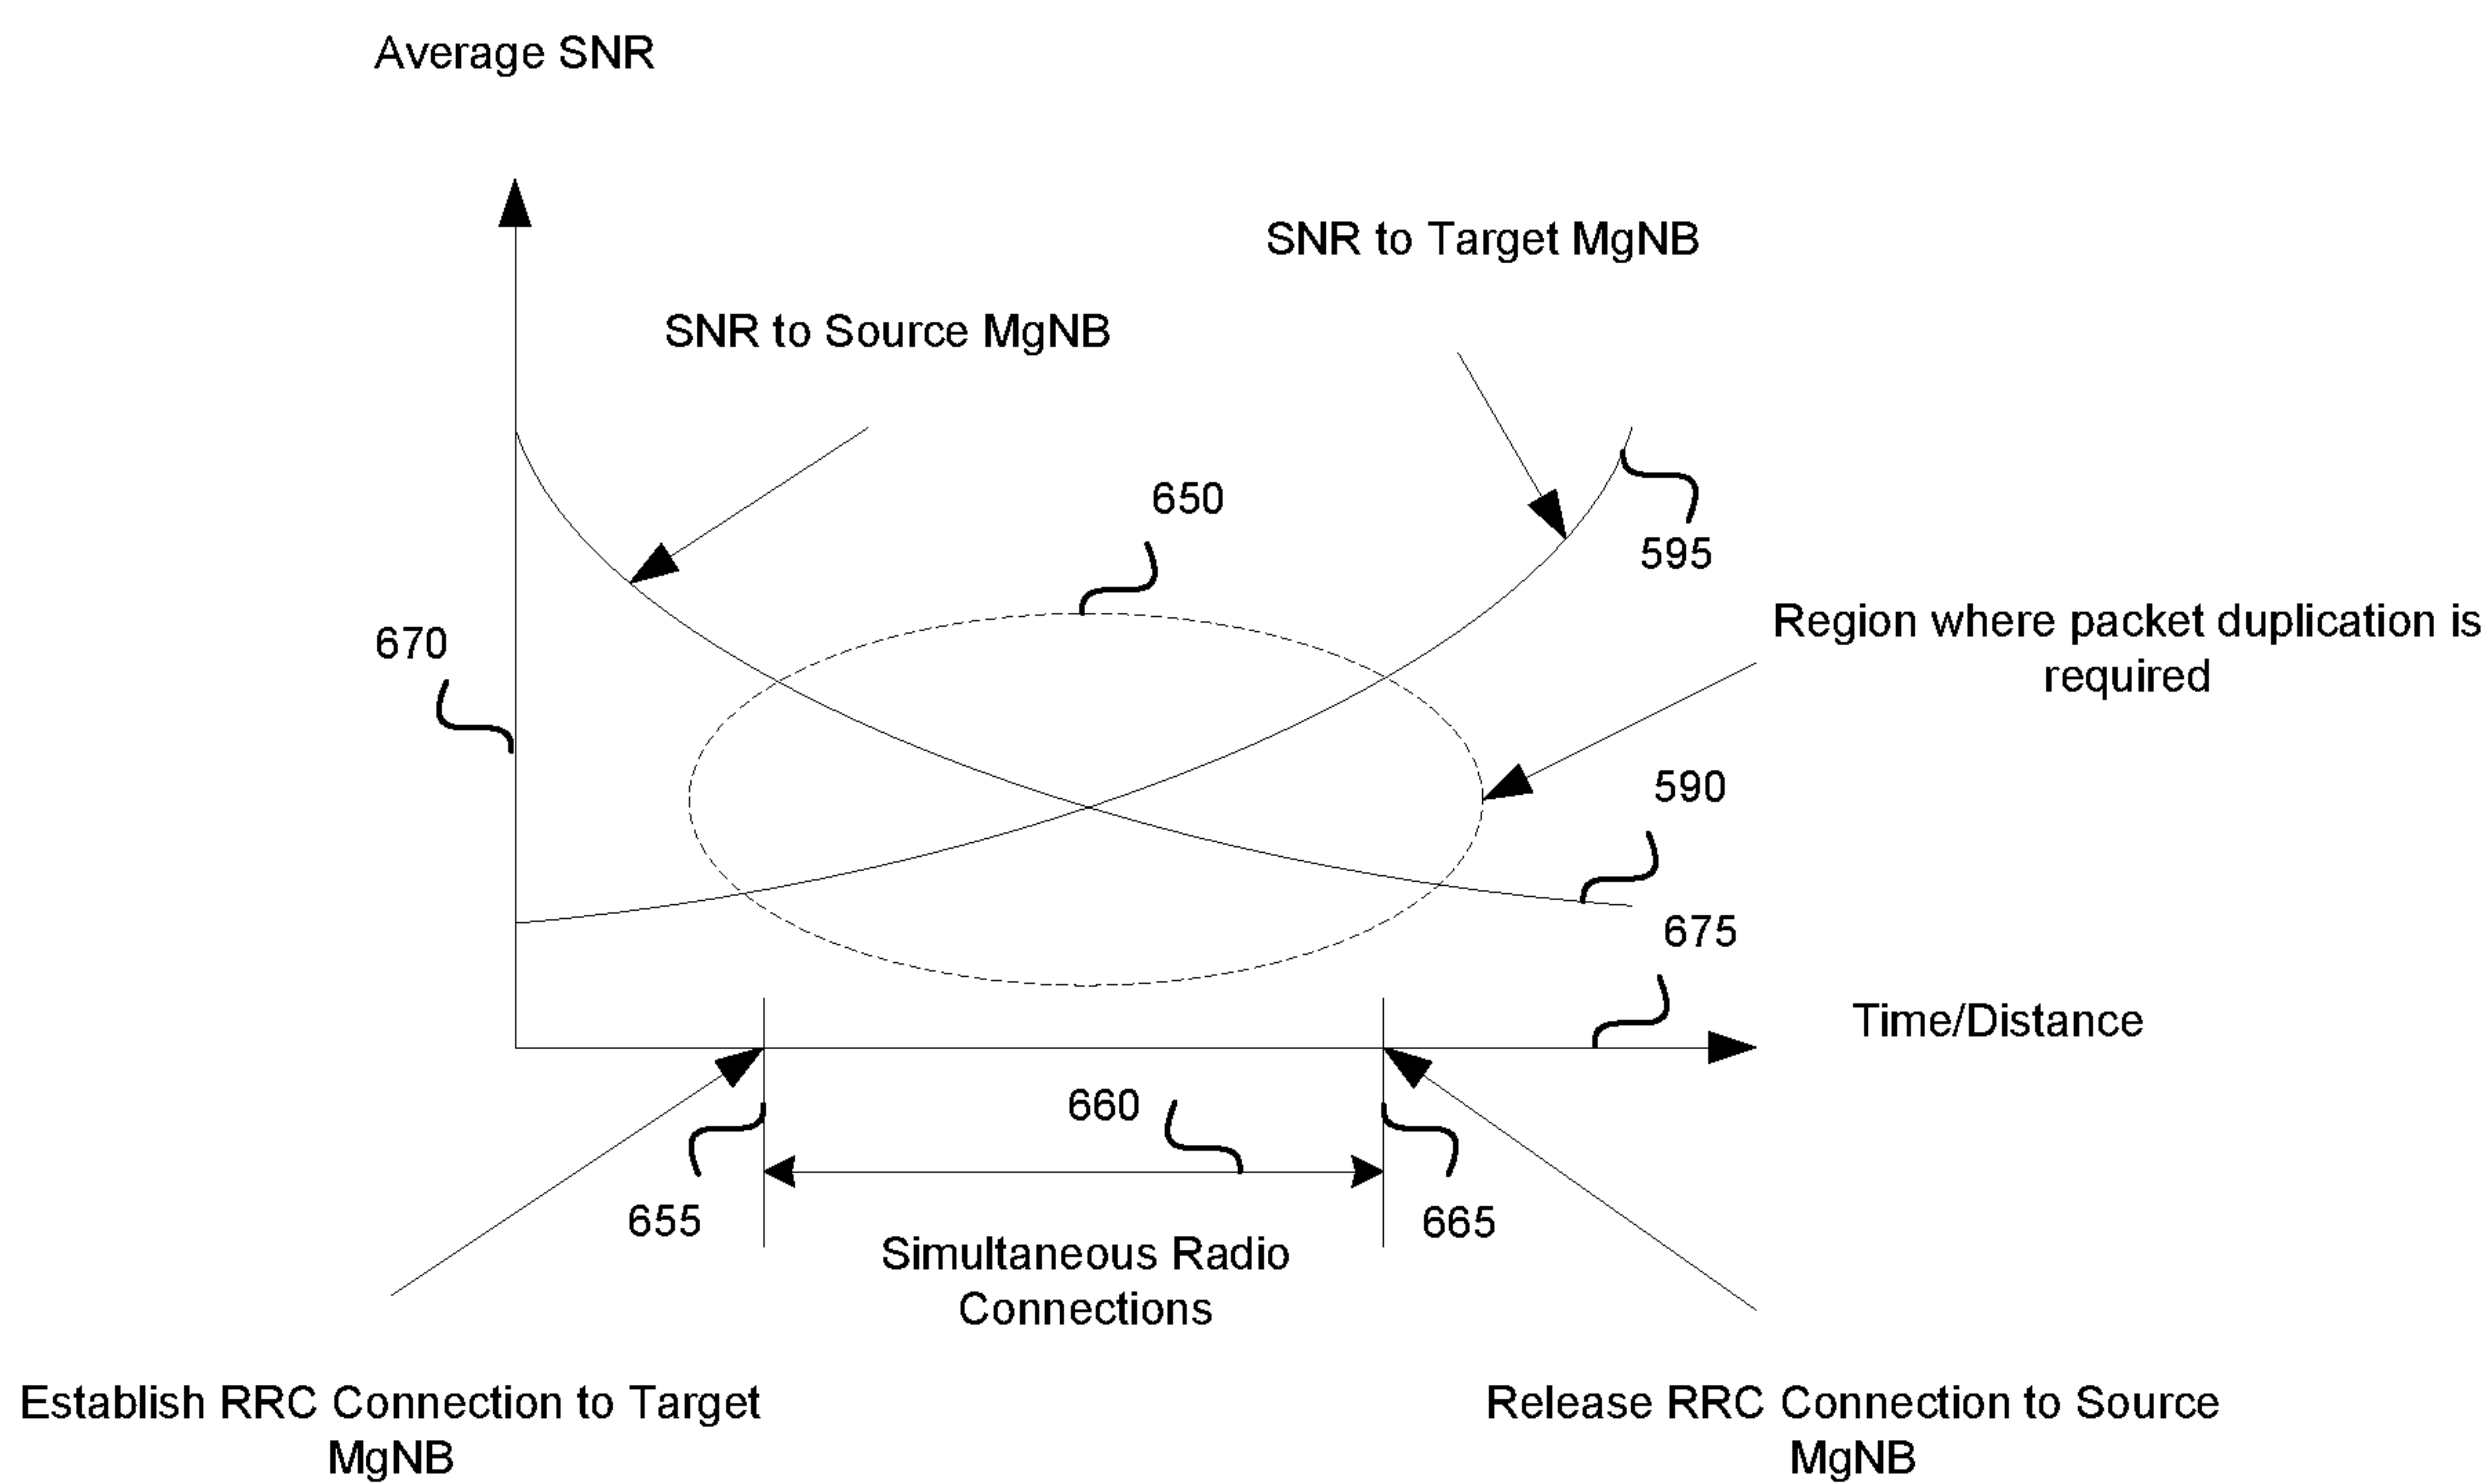 Average SNR
SNR to Target MgNB
SNR to Source MgNB
650
595
Region where packet duplication is
required
670
590
675
Time/Distance
660
655
665
Simultaneous Radio
Connections
Establish RRC Connection to Target
MgNB
Release RRC Connection to Source
MgNB